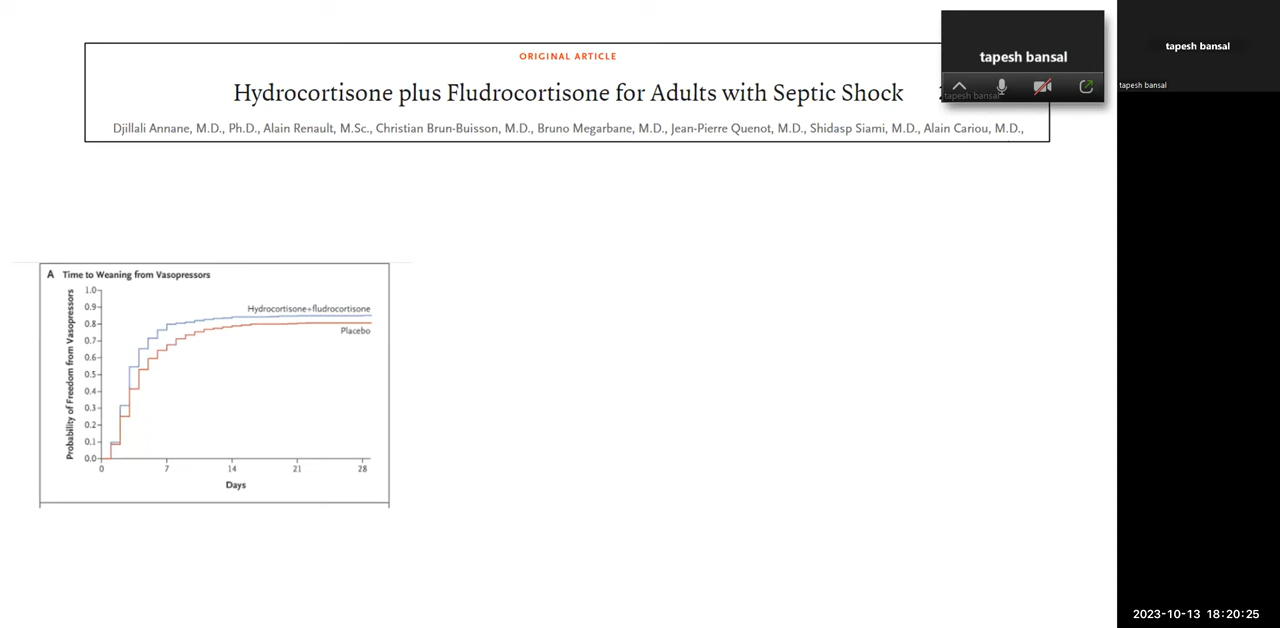 ORIGINAL ARTICLE
Hydrocortisone plus Fludrocortisone for Adults with Septic Shock
Djillali Annane, M.D., Ph.D., Alain Renault, M.Sc., Christian Brun-Buisson, M.D., Bruno Megarbane, M.D., Jean-Pierre Quenot, M.D., Shidasp Siami, M.D., Alain Cariou, M.D.,
tapesh bansal
tapesh bansal
tapesh bansal
tapesh bansal
A Time to Weaning from Vasopressors
Probability of Freedom from Vasopressors
1.0
0.9
0.8
0.7
0.6
0.5
0.4
0.3
0.2
0.1
0.0
Hydrocortisone+fludrocortisone
Placebo
0 7 14 21 28
Days
2023-10-13 18:20:25